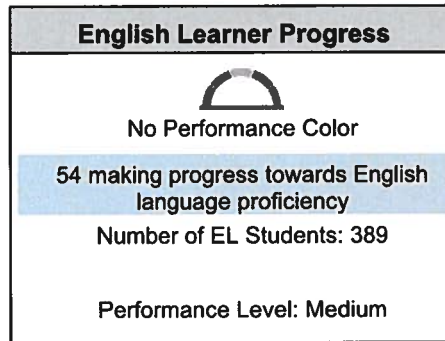 English Learner Progress
No Performance Color
54 making progress towards English
language proficiency
Number of EL Students: 389
Performance Level: Medium